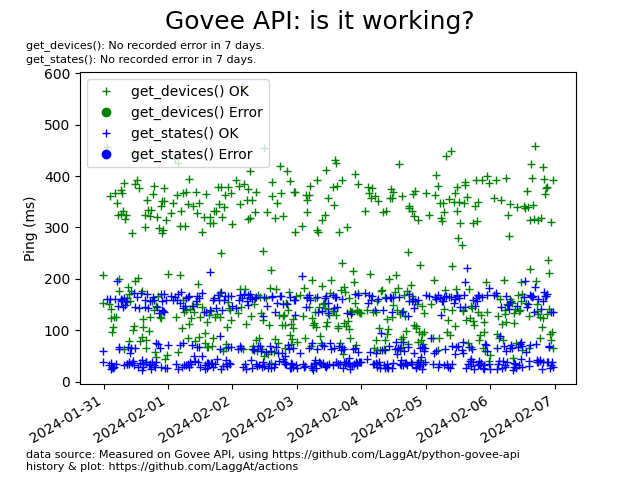 Govee API: is it working?
get_devices(): No recorded error in 7 days.
get_states(): No recorded error in 7 days.
get_devices() OK
get_devices() Error
get_states() OK
get_states() Error
Ping (ms)
600
500
400
300
200
100
0
2024-01-31
2024-02-01
2024-02-02
2024-02-03
2024-02-04
2024-02-05
2024-02-06
2024-02-07
data source: Measured on Govee API, using https://github.com/LaggAt/python-govee-api
history & plot: https://github.com/LaggAt/actions